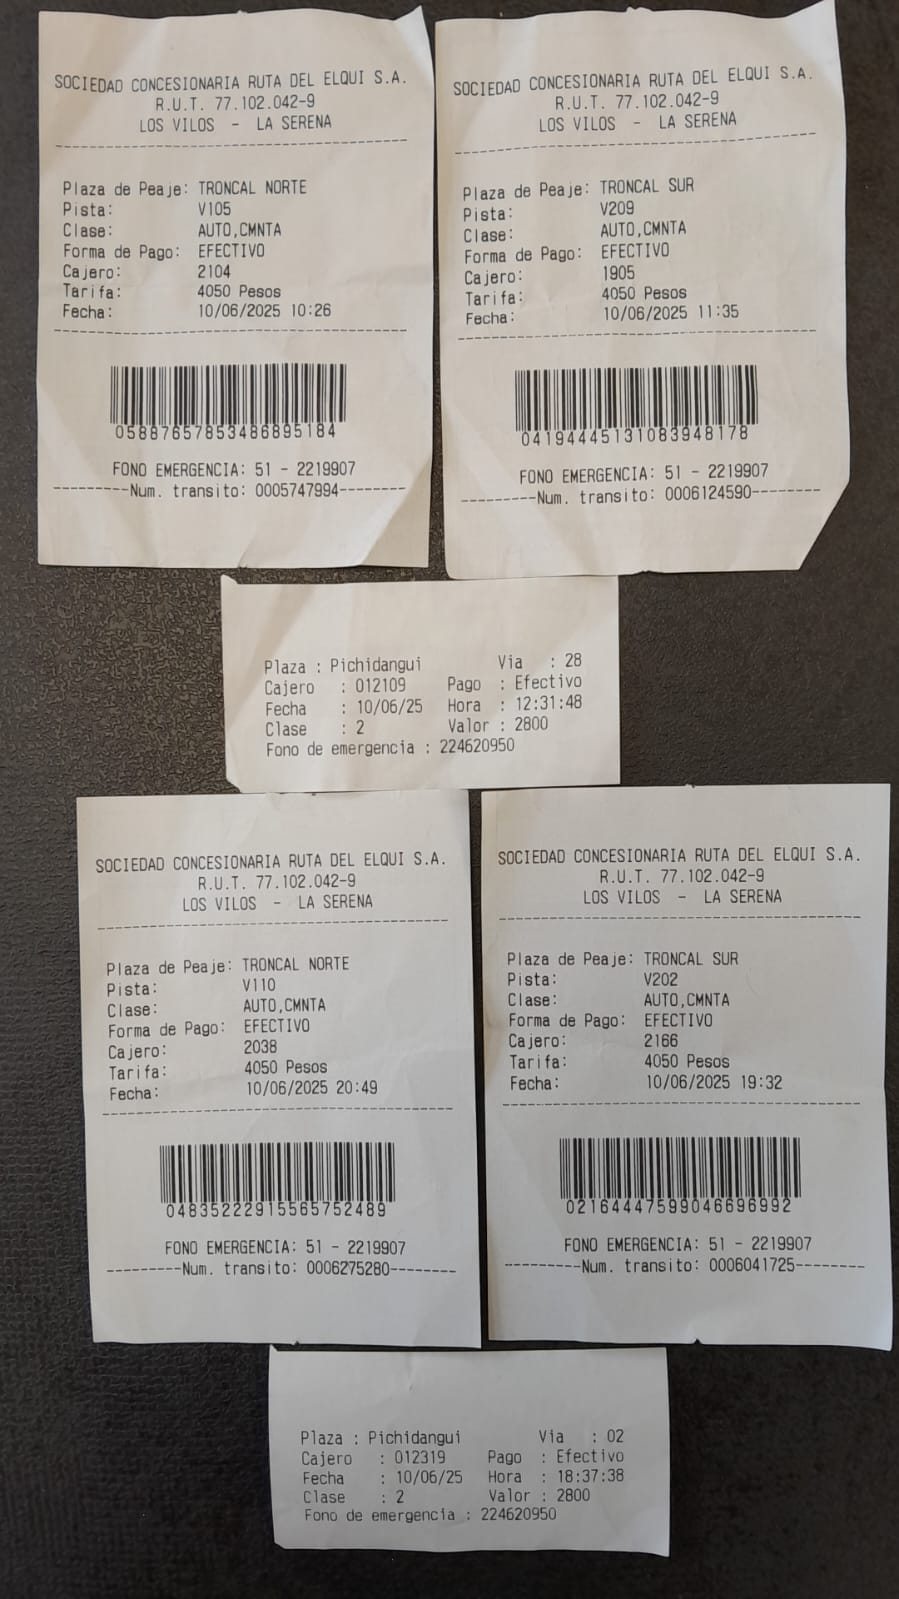 SOCIEDAD CONCESIONARIA RUTA DEL ELQUI S.A.
R.U.T. 77.102.042-9
LOS VILOS - LA SERENA
Plaza de Peaje: TRONCAL NORTE
Pista: V105
Clase: AUTO,CMNTA
Forma de Pago: EFECTIVO
Cajero: 2104
Tarifa: 4050 Pesos
Fecha: 10/06/2025 10:26
05887657853486895184
FONO EMERGENCIA: 51 - 2219907
---------Num. transito: 0005747994--------
SOCIEDAD CONCESIONARIA RUTA DEL ELQUI S.A.
R.U.T. 77.102.042-9
LOS VILOS - LA SERENA
Plaza de Peaje: TRONCAL SUR
Pista: V209
Clase: AUTO,CMNTA
Forma de Pago: EFECTIVO
Cajero: 1905
Tarifa: 4050 Pesos
Fecha: 10/06/2025 11:35
04194445131083948178
FONO EMERGENCIA: 51 - 2219907
---------Num. transito: 0006124590--------
Plaza : Pichidangui Via : 28
Cajero : 012109 Pago : Efectivo
Fecha : 10/06/25 Hora : 12:31:48
Clase : 2 Valor : 2800
Fono de emergencia : 224620950
SOCIEDAD CONCESIONARIA RUTA DEL ELQUI S.A.
R.U.T. 77.102.042-9
LOS VILOS - LA SERENA
Plaza de Peaje: TRONCAL NORTE
Pista: V110
Clase: AUTO,CMNTA
Forma de Pago: EFECTIVO
Cajero: 2038
Tarifa: 4050 Pesos
Fecha: 10/06/2025 20:49
04835222915565752489
FONO EMERGENCIA: 51 - 2219907
---------Num. transito: 0006275280--------
SOCIEDAD CONCESIONARIA RUTA DEL ELQUI S.A.
R.U.T. 77.102.042-9
LOS VILOS - LA SERENA
Plaza de Peaje: TRONCAL SUR
Pista: V202
Clase: AUTO,CMNTA
Forma de Pago: EFECTIVO
Cajero: 2166
Tarifa: 4050 Pesos
Fecha: 10/06/2025 19:32
02164447599046696992
FONO EMERGENCIA: 51 - 2219907
---------Num. transito: 0006041725--------
Plaza : Pichidangui Via : 02
Cajero : 012319 Pago : Efectivo
Fecha : 10/06/25 Hora : 18:37:38
Clase : 2 Valor : 2800
Fono de emergencia : 224620950